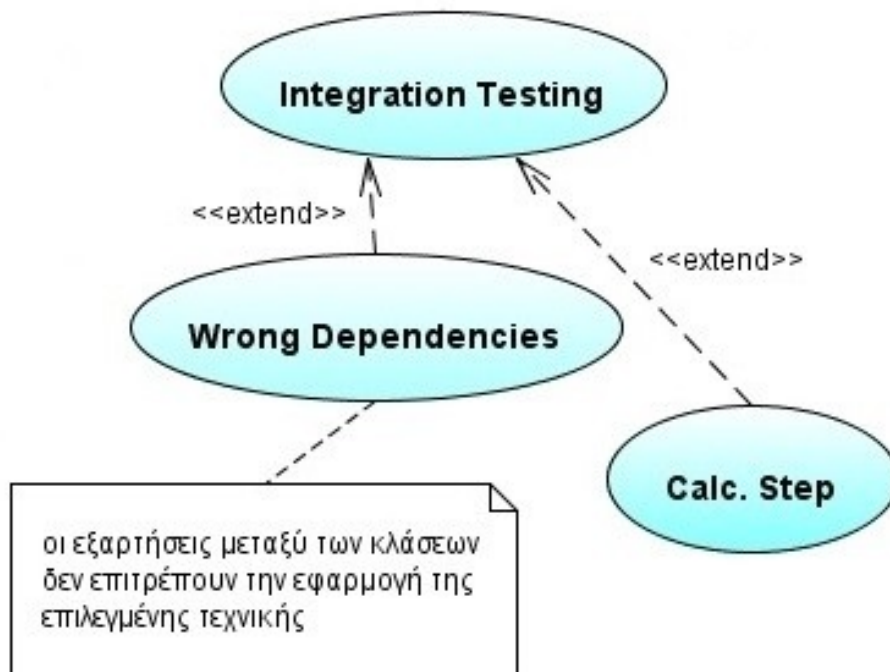 Integration Testing
<<extend>>
<<extend>>
Wrong Dependencies
Calc. Step
οι εξαρτήσεις μεταξύ των κλάσεων
δεν επιτρέπουν την εφαρμογή της
επιλεγμένης τεχνικής